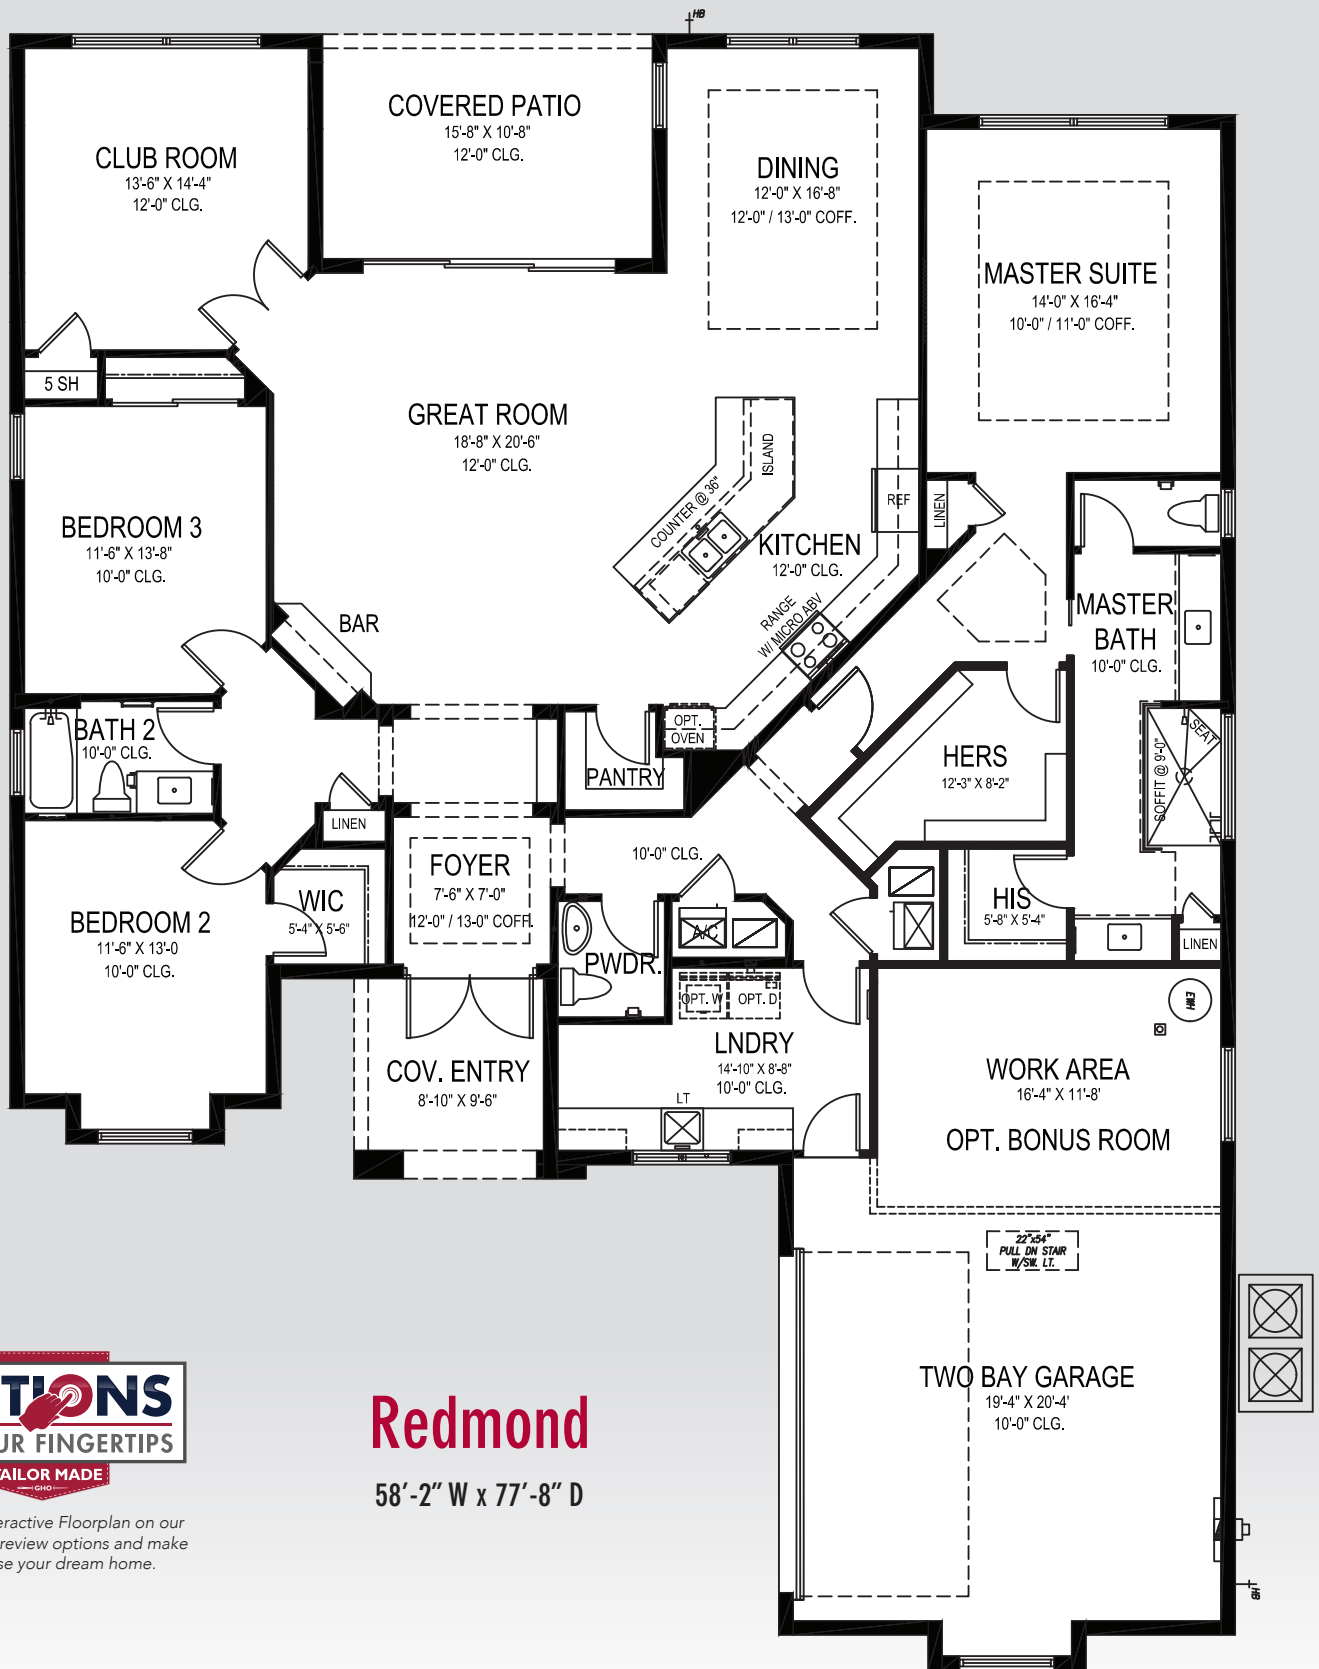 HB
COVERED PATIO
15'-8" X 10'-8"
12'-0" CLG.
CLUB ROOM
13'-6" X 14'-4"
12'-0" CLG.
DINING
12'-0" X 16'-8"
12'-0" / 13'-0" COFF.
MASTER SUITE
14'-0" X 16'-4"
10'-0" / 11'-0" COFF.
5 SH
GREAT ROOM
18'-8" X 20'-6"
12'-0" CLG.
ISLAND
COUNTER @ 36"
REF
LINEN
BEDROOM 3
11'-6" X 13'-8"
10'-0" CLG.
KITCHEN
12'-0" CLG.
RANGE
W/ MICRO ABV
BAR
MASTER
BATH
10'-0" CLG.
BATH 2
10'-0" CLG.
OPT.
OVEN
PANTRY
HERS
12'-3" X 8'-2"
SEAT
SOFFIT @ 9'-0"
LINEN
10'-0" CLG.
FOYER
7'-6" X 7'-0"
12'-0" / 13-0" COFF.
WIC
5'-4" X 5'-6"
BEDROOM 2
11'-6" X 13'-0
10'-0" CLG.
HIS
5'-8" X 5'-4"
A/C
LINEN
PWDR.
OPT. W
OPT. D
EWH
LNDRY
14'-10" X 8'-8"
10'-0" CLG.
LT
COV. ENTRY
8'-10" X 9'-6"
WORK AREA
16'-4" X 11'-8'
OPT. BONUS ROOM
22"x54"
PULL DN STAIR
W/SW. LT.
TWO BAY GARAGE
19'-4" X 20'-4'
10'-0" CLG.
HB
TIONS
UR FINGERTIPS
TAILOR MADE
GHO
eractive Floorplan on our
review options and make
se your dream home.
Redmond
58'-2" W x 77'-8" D